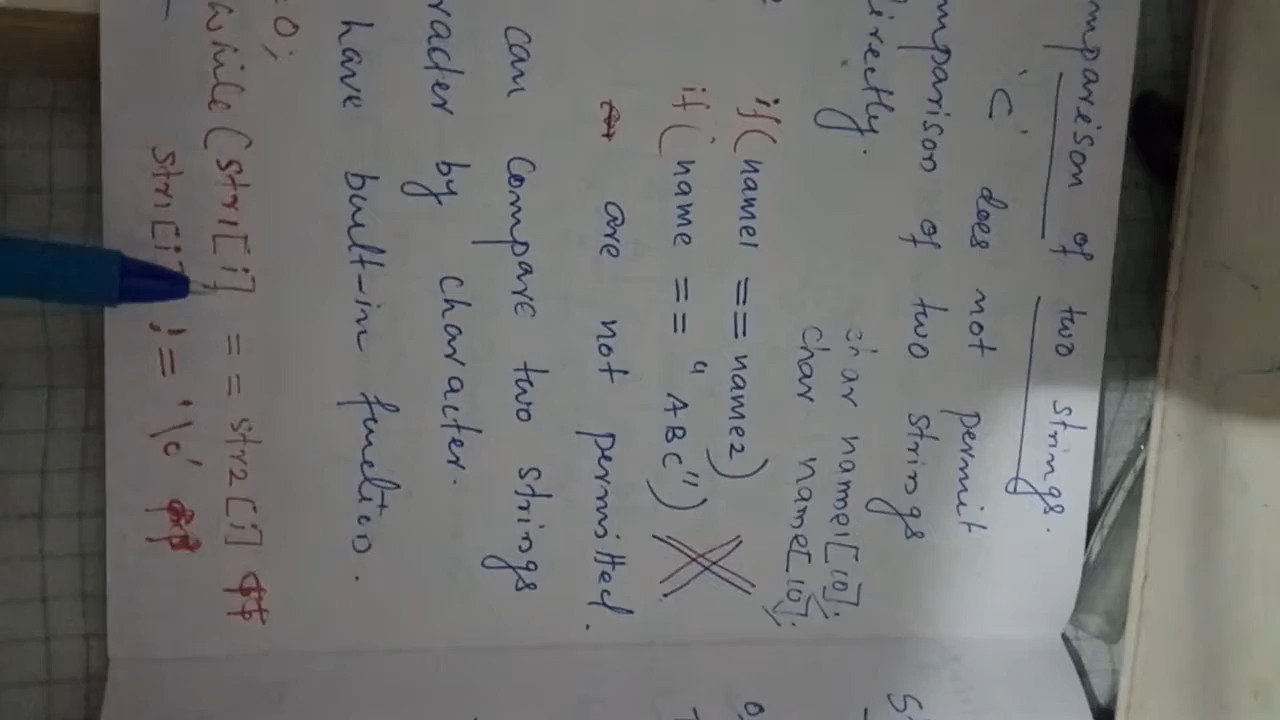 mparison of two strings.
'C' does not permit
mparison of two strings
irectly.
char name1[10];
char name[10];
if(name1 == name2)
if(name == "ABC")
are not permitted.
can compare two strings
racter by character.
have built-in function.
=0;
while(str1[i] == str2[i]
str1[i] != '\c'